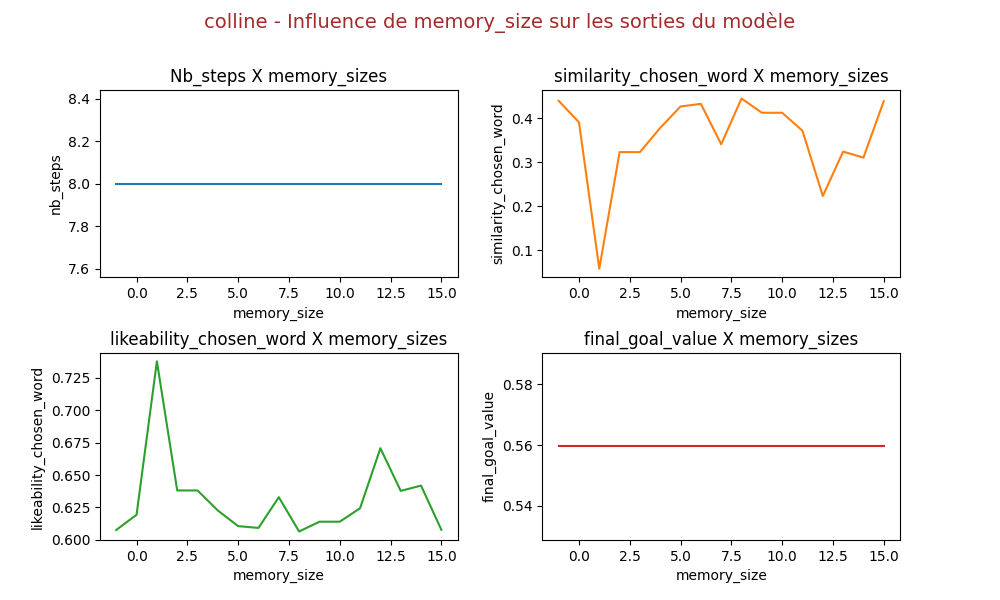 colline - Influence de memory_size sur les sorties du modèle
Nb_steps X memory_sizes
8.4
8.2
8.0
7.8
7.6
nb_steps
0.0 2.5 5.0 7.5 10.0 12.5 15.0
memory_size
similarity_chosen_word X memory_sizes
0.4
0.3
0.2
0.1
similarity_chosen_word
0.0 2.5 5.0 7.5 10.0 12.5 15.0
memory_size
likeability_chosen_word X memory_sizes
0.725
0.700
0.675
0.650
0.625
0.600
likeability_chosen_word
0.0 2.5 5.0 7.5 10.0 12.5 15.0
memory_size
final_goal_value X memory_sizes
0.58
0.56
0.54
final_goal_value
0.0 2.5 5.0 7.5 10.0 12.5 15.0
memory_size